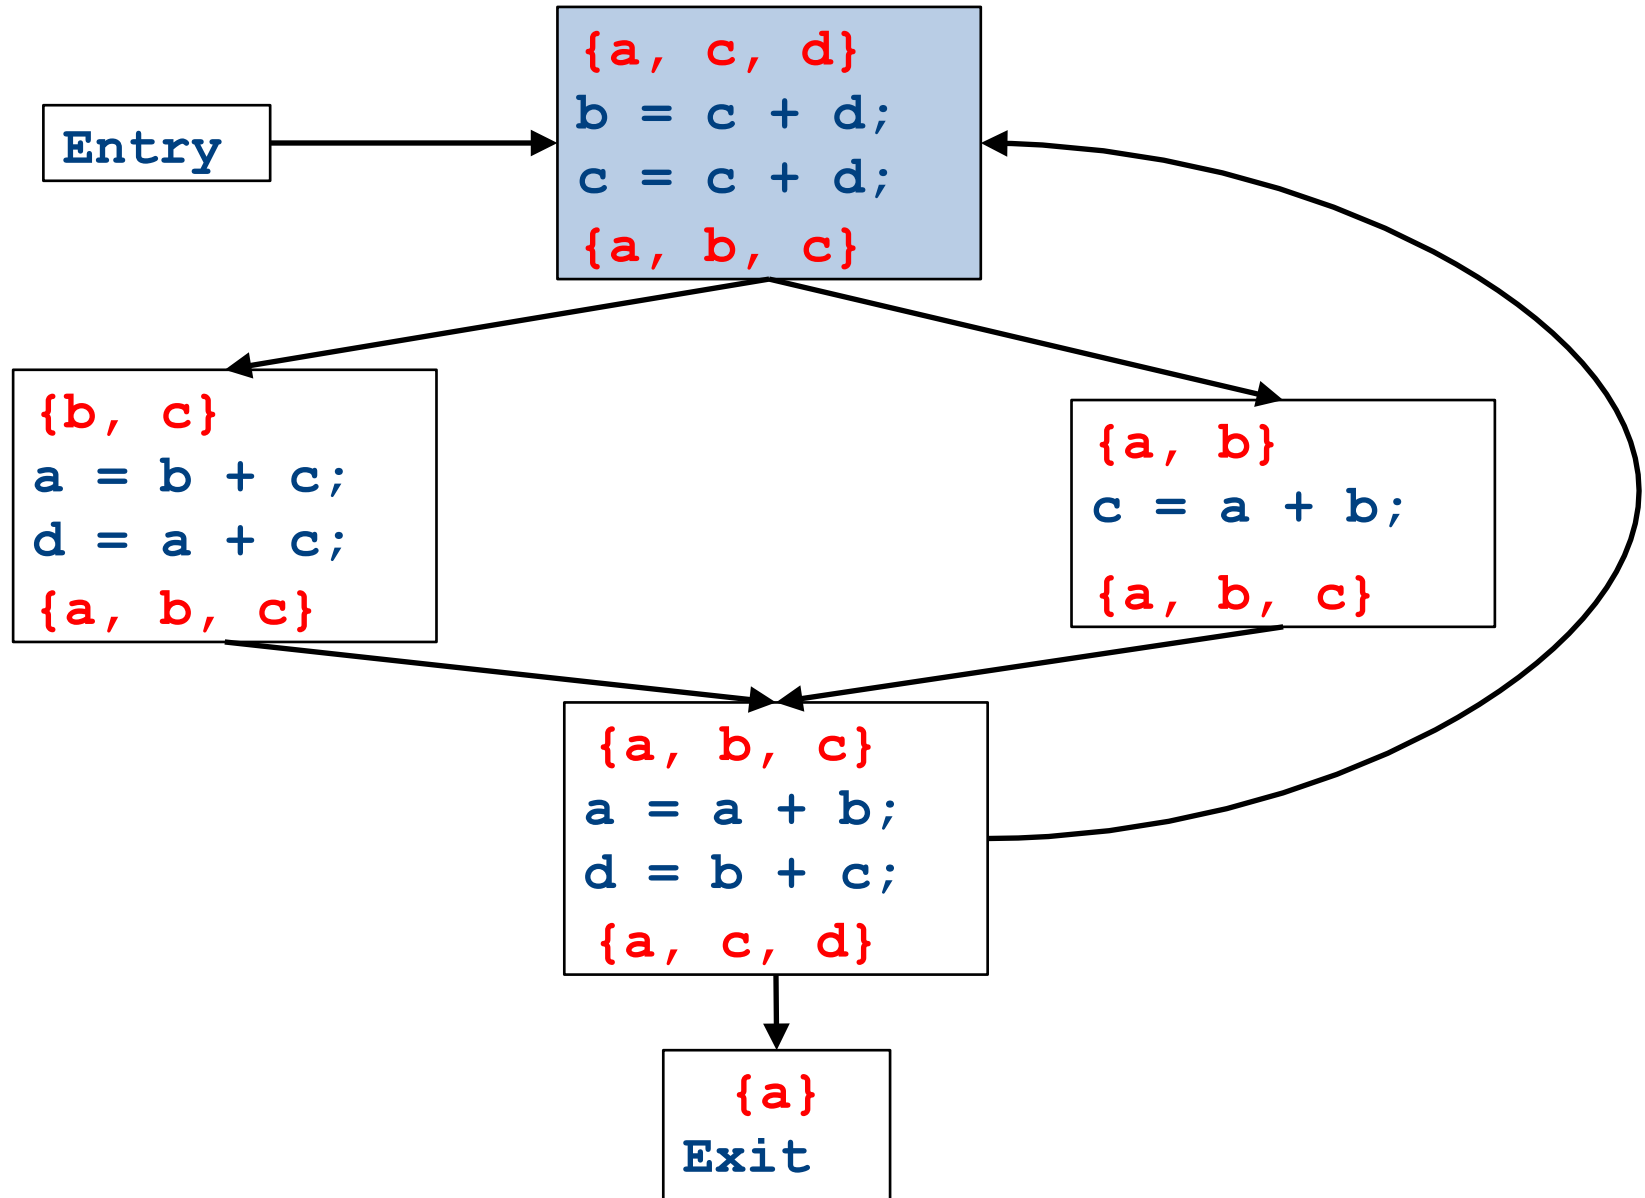 {a, c, d}
b = c + d;
c = c + d;
{a, b, c}
Entry
{b, c}
a = b + c;
d = a + c;
{a, b, c}
{a, b}
c = a + b;
{a, b, c}
{a, b, c}
a = a + b;
d = b + c;
{a, c, d}
{a}
Exit